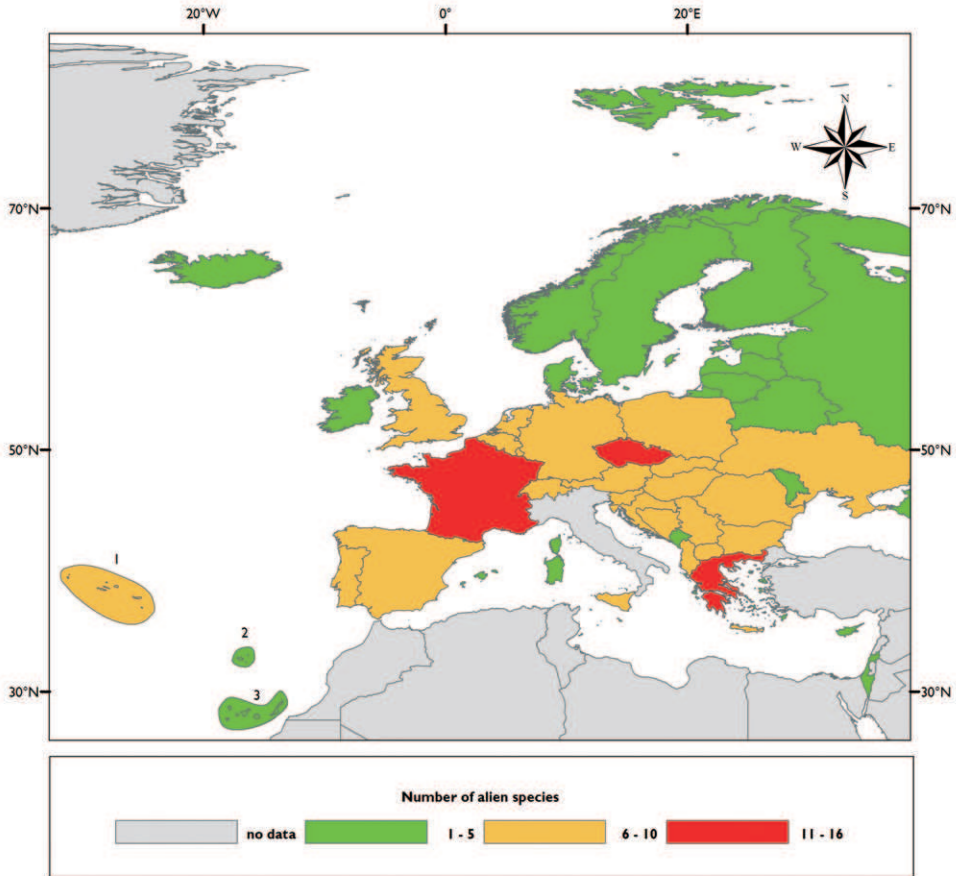 20°W 0° 20°E
N
W E
S
70°N 70°N
50°N 50°N
1
2
3
30°N 30°N
Number of alien species
no data 1 - 5 6 - 10 11 - 16